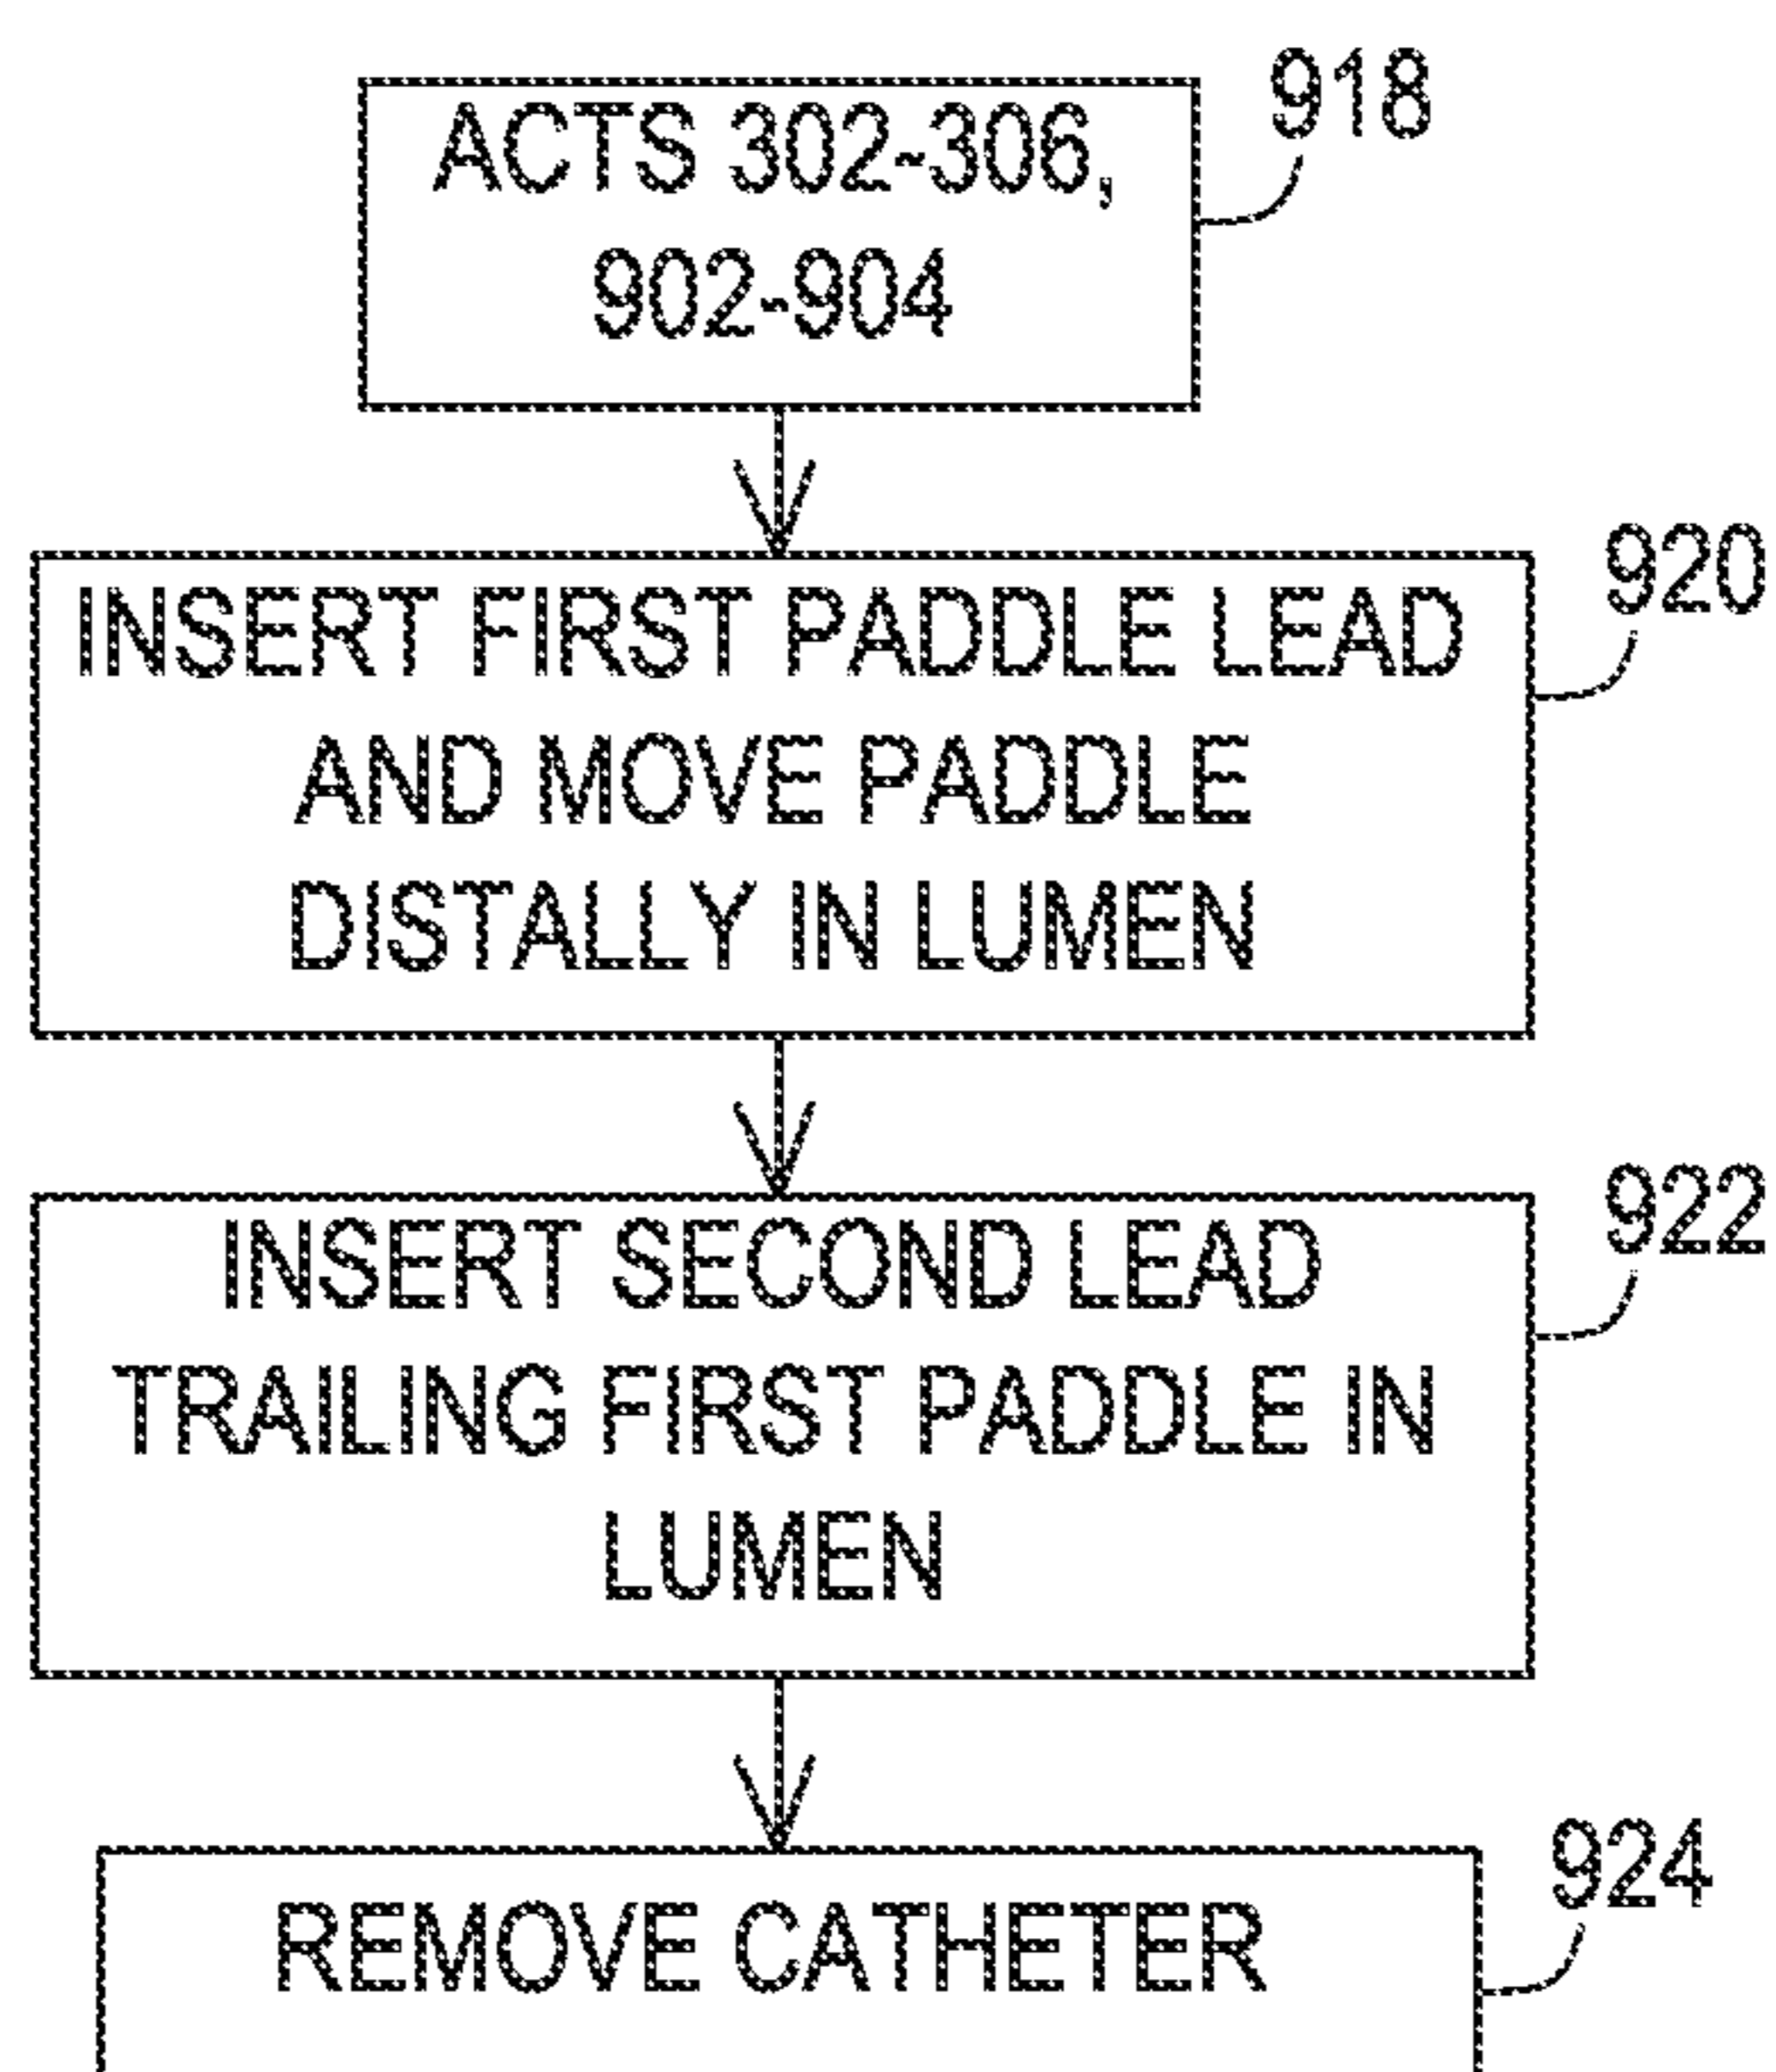 ACTS 302-306,
902-904
918
INSERT FIRST PADDLE LEAD
AND MOVE PADDLE
DISTALLY IN LUMEN
920
INSERT SECOND LEAD
TRAILING FIRST PADDLE IN
LUMEN
922
REMOVE CATHETER
924